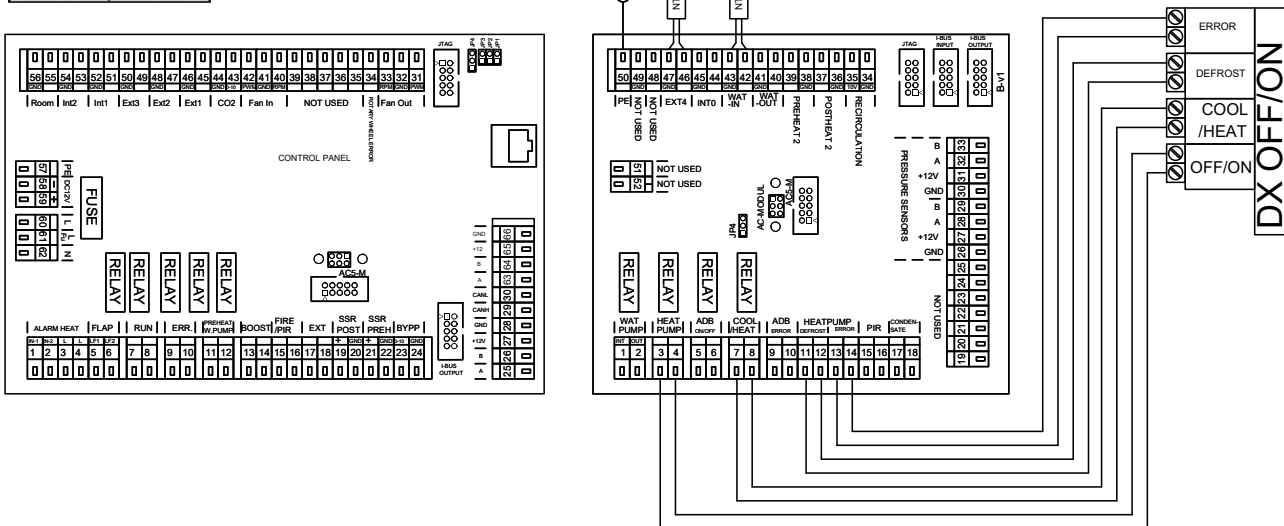 JP4
JP3
JP2
JP1
JTAG
56 55 54 53 52 51 50 49 48 47 46 45 44 43 42 41 40 39 38 37 36 35 34 33 32 31
GND GND GND GND GND GND GND 0-10 PWM GND RPM RPM GND PWM
Room Int2 Int1 Ext3 Ext2 Ext1 CO2 Fan In NOT USED ROTARY WHEEL ERROR Fan Out
CONTROL PANEL
57 58 59
PE DC12V - +
60 61 62
L L N
Fu
FUSE
RELAY RELAY RELAY RELAY RELAY
AC5-M
GND 66
+12 65
B 64
A 63
CANL 30
CANH 29
GND 28
+12V 27
B 26
A 25
I-BUS OUTPUT
ALARM HEAT FLAP RUN ERR. PREHEAT W.PUMP BOOST FIRE /PIR EXT SSR POST SSR PREH BYPP
IN-1 IN-2 L L LF1 LF2 + GND + GND 0-10 GND
1 2 3 4 5 6 7 8 9 10 11 12 13 14 15 16 17 18 19 20 21 22 23 24
JTAG
I-BUS INPUT
I-BUS OUTPUT
B-v1
50 49 48 47 46 45 44 43 42 41 40 39 38 37 36 35 34
GND GND GND GND GND GND 10V GND
PE NOT USED NOT USED EXT4 INT0 WAT -IN WAT -OUT PREHEAT 2 POSTHEAT 2 RECIRCULATION
51 NOT USED
52 NOT USED
AC-MODUL
AC5-M
JP4
PRESSURE SENSORS
B 33
A 32
+12V 31
GND 30
B 29
A 28
+12V 27
GND 26
25
24
NOT USED
23
22
21
20
19
RELAY RELAY RELAY RELAY
WAT PUMP HEAT PUMP ADB ON/OFF COOL /HEAT ADB ERROR HEATPUMP DEFROST ERROR PIR CONDEN- SATE
INT OUT
1 2 3 4 5 6 7 8 9 10 11 12 13 14 15 16 17 18
ERROR
DEFROST
COOL
/HEAT
OFF/ON
DX OFF/ON